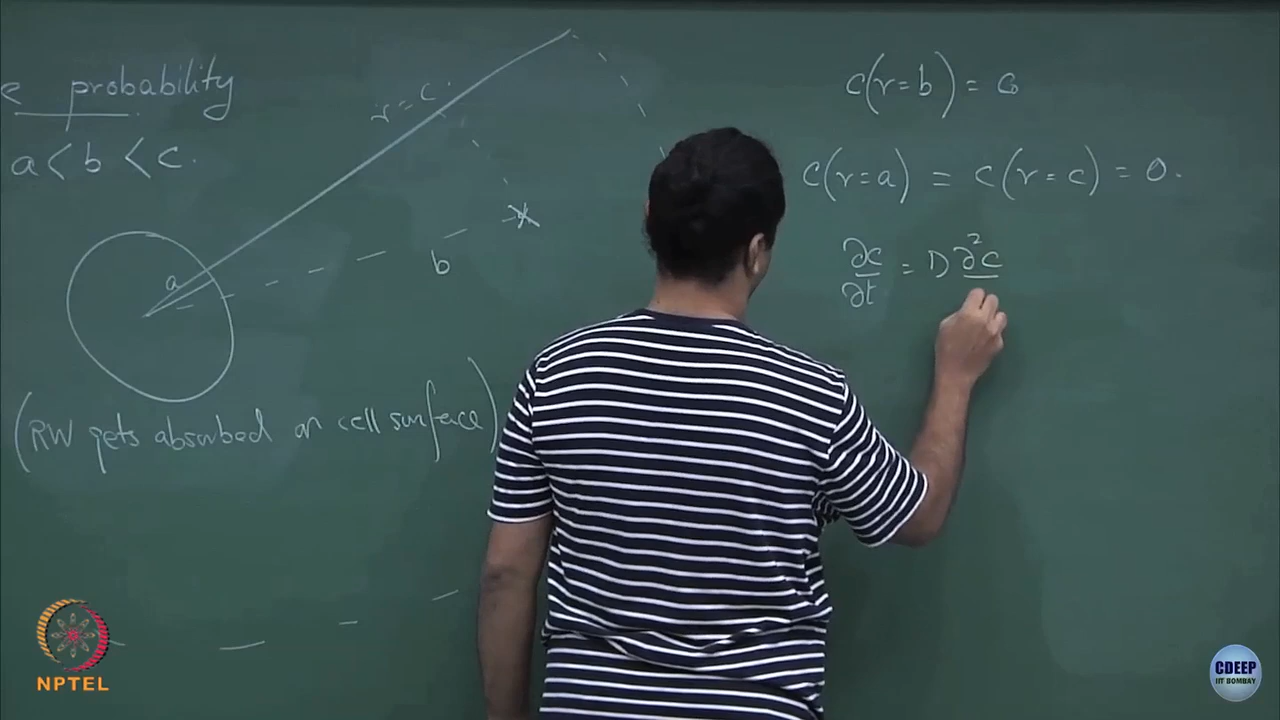 e probability
a < b < c.
r = c
a
b
(RW gets absorbed on cell surface)
c(r=b) = c₀
c(r=a) = c(r=c) = 0.
∂c/∂t = D ∂²c
NPTEL
CDEEP
IIT BOMBAY